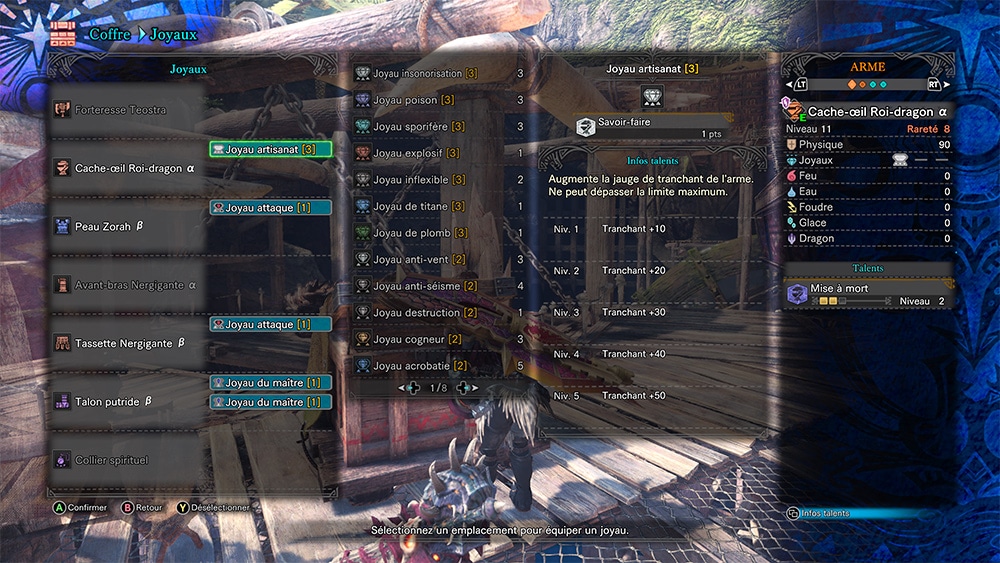 Coffre ▶ Joyaux
Joyaux
Forteresse Teostra
Joyau artisanat [3]
Cache-œil Roi-dragon α
Joyau attaque [1]
Peau Zorah β
Avant-bras Nergigante α
Joyau attaque [1]
Tassette Nergigante β
Joyau du maître [1]
Talon putride β
Joyau du maître [1]
Collier spirituel
A Confirmer B Retour Y Désélectionner
Joyau insonorisation [3] 3
Joyau poison [3] 3
Joyau sporifére [3] 3
Joyau explosif [3] 1
Joyau inflexible [3] 2
Joyau de titane [3] 1
Joyau de plomb [3] 1
Joyau anti-vent [2] 3
Joyau anti-séisme [2] 4
Joyau destruction [2] 1
Joyau cogneur [2] 3
Joyau acrobatie [2] 5
1/8
Joyau artisanat [3]
Savoir-faire
1 pts
Infos talents
Augmente la jauge de tranchant de l'arme.
Ne peut dépasser la limite maximum.
Niv. 1 Tranchant +10
Niv. 2 Tranchant +20
Niv. 3 Tranchant +30
Niv. 4 Tranchant +40
Niv. 5 Tranchant +50
ARME
LT RT
E Cache-œil Roi-dragon α
Niveau 11 Rareté 8
Physique 90
Joyaux
Feu 0
Eau 0
Foudre 0
Glace 0
Dragon 0
Talents
Mise à mort
Niveau 2
Infos talents
Sélectionnez un emplacement pour équiper un joyau.